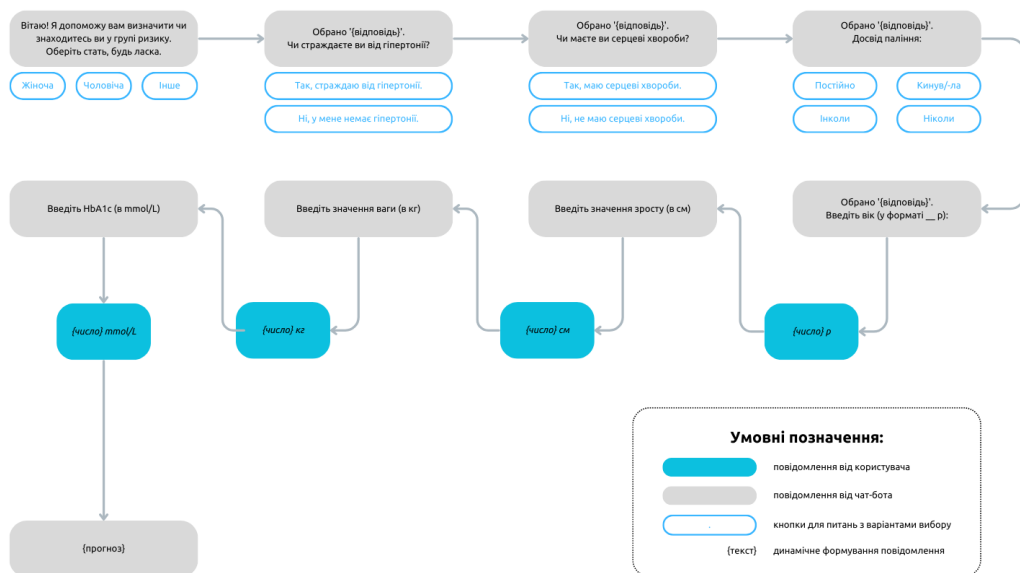 Вітаю! Я допоможу вам визначити чи
знаходитесь ви у групі ризику.
Оберіть стать, будь ласка.
Жіноча
Чоловіча
Інше
Обрано '{відповідь}'.
Чи страждаєте ви від гіпертонії?
Так, страждаю від гіпертонії.
Ні, у мене немає гіпертонії.
Обрано '{відповідь}'.
Чи маєте ви серцеві хвороби?
Так, маю серцеві хвороби.
Ні, не маю серцеві хвороби.
Обрано '{відповідь}'.
Досвід паління:
Постійно
Кинув/-ла
Інколи
Ніколи
Обрано '{відповідь}'.
Введіть вік (у форматі __ р):
{число} р
Введіть значення зросту (в см)
{число} см
Введіть значення ваги (в кг)
{число} кг
Введіть HbA1c (в mmol/L)
{число} mmol/L
{прогноз}
Умовні позначення:
повідомлення від користувача
повідомлення від чат-бота
. кнопки для питань з варіантами вибору
{текст} динамічне формування повідомлення